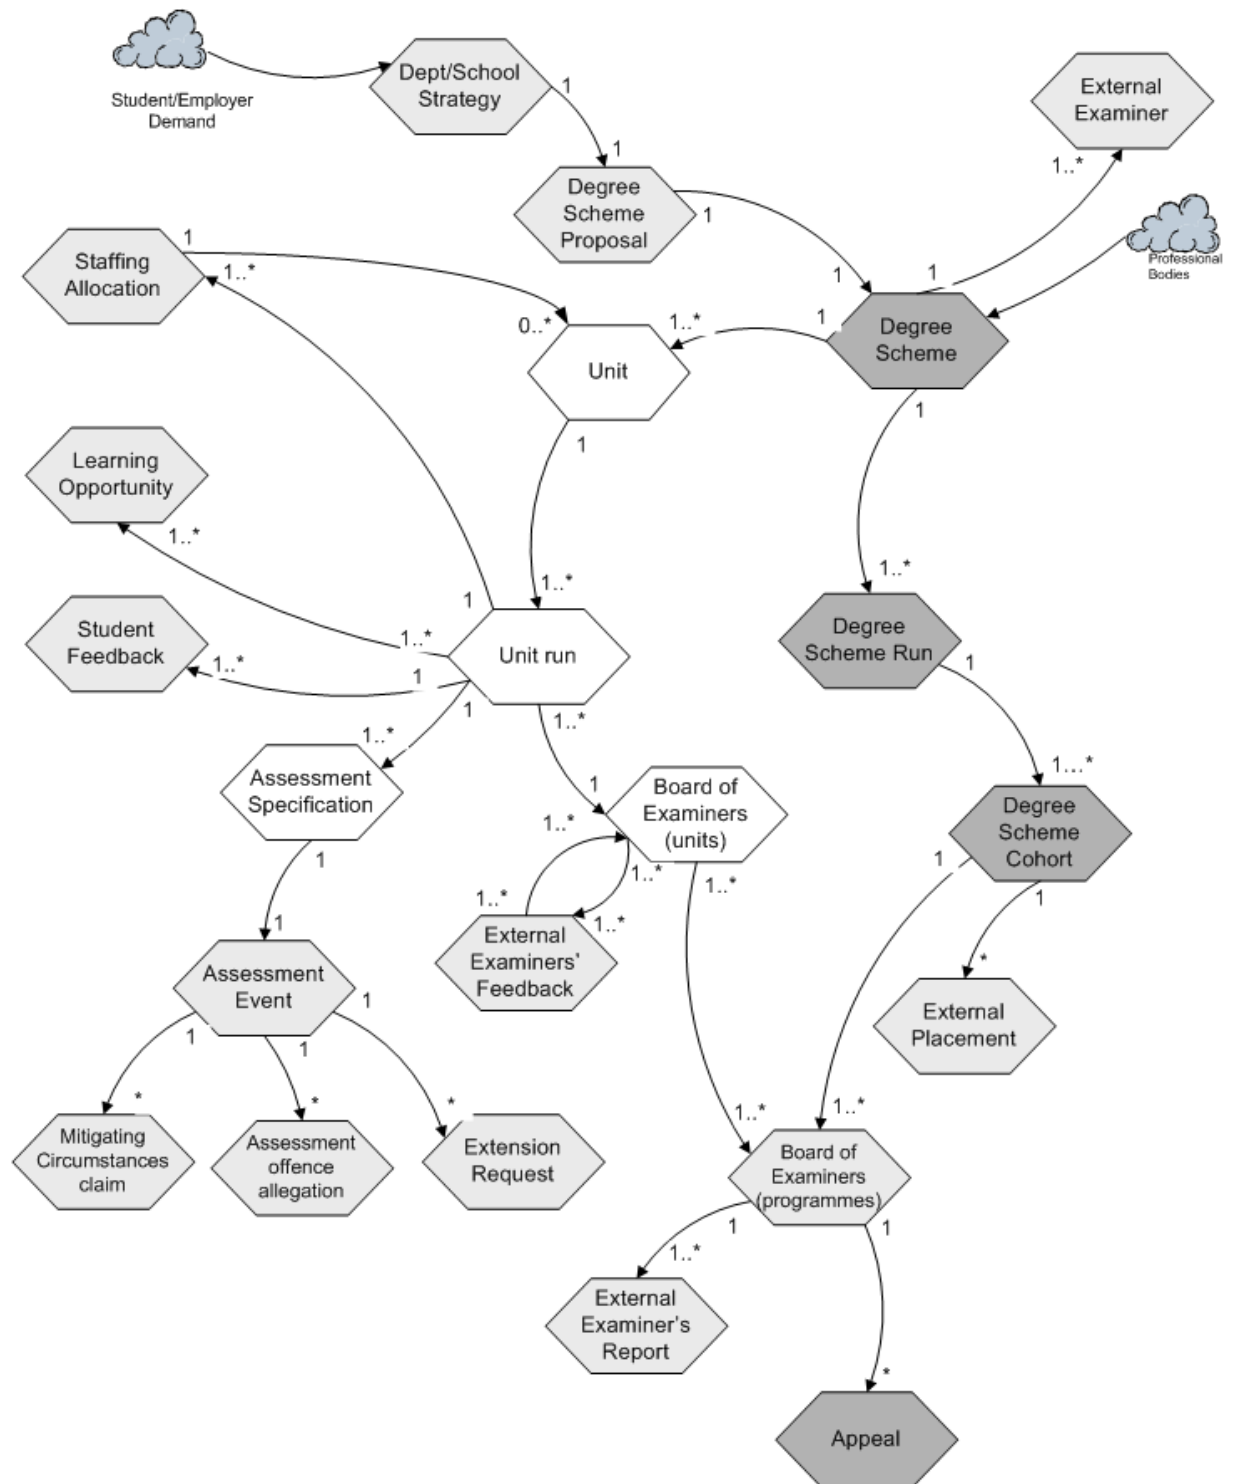 Student/Employer
Demand
Dept/School
Strategy
1
1
External
Examiner
1..*
Degree
Scheme
Proposal
1
Professional
Bodies
Staffing
Allocation
1
1..*
1
1
Degree
Scheme
1
1..*
0..*
Unit
1
1
Learning
Opportunity
1..*
1..*
1..*
Student
Feedback
1
1..*
1..*
1
Unit run
1
Degree
Scheme Run
1
1..*
1..*
Assessment
Specification
1
1
Board of
Examiners
(units)
1..*
1..*
1..*
1..*
1..*
1....*
Degree
Scheme
Cohort
1
1
1
External
Examiners'
Feedback
Assessment
Event
1
1
1
*
External
Placement
*
*
*
Mitigating
Circumstances
claim
Assessment
offence
allegation
Extension
Request
1..*
1..*
Board of
Examiners
(programmes)
1
1
1..*
External
Examiner's
Report
*
Appeal